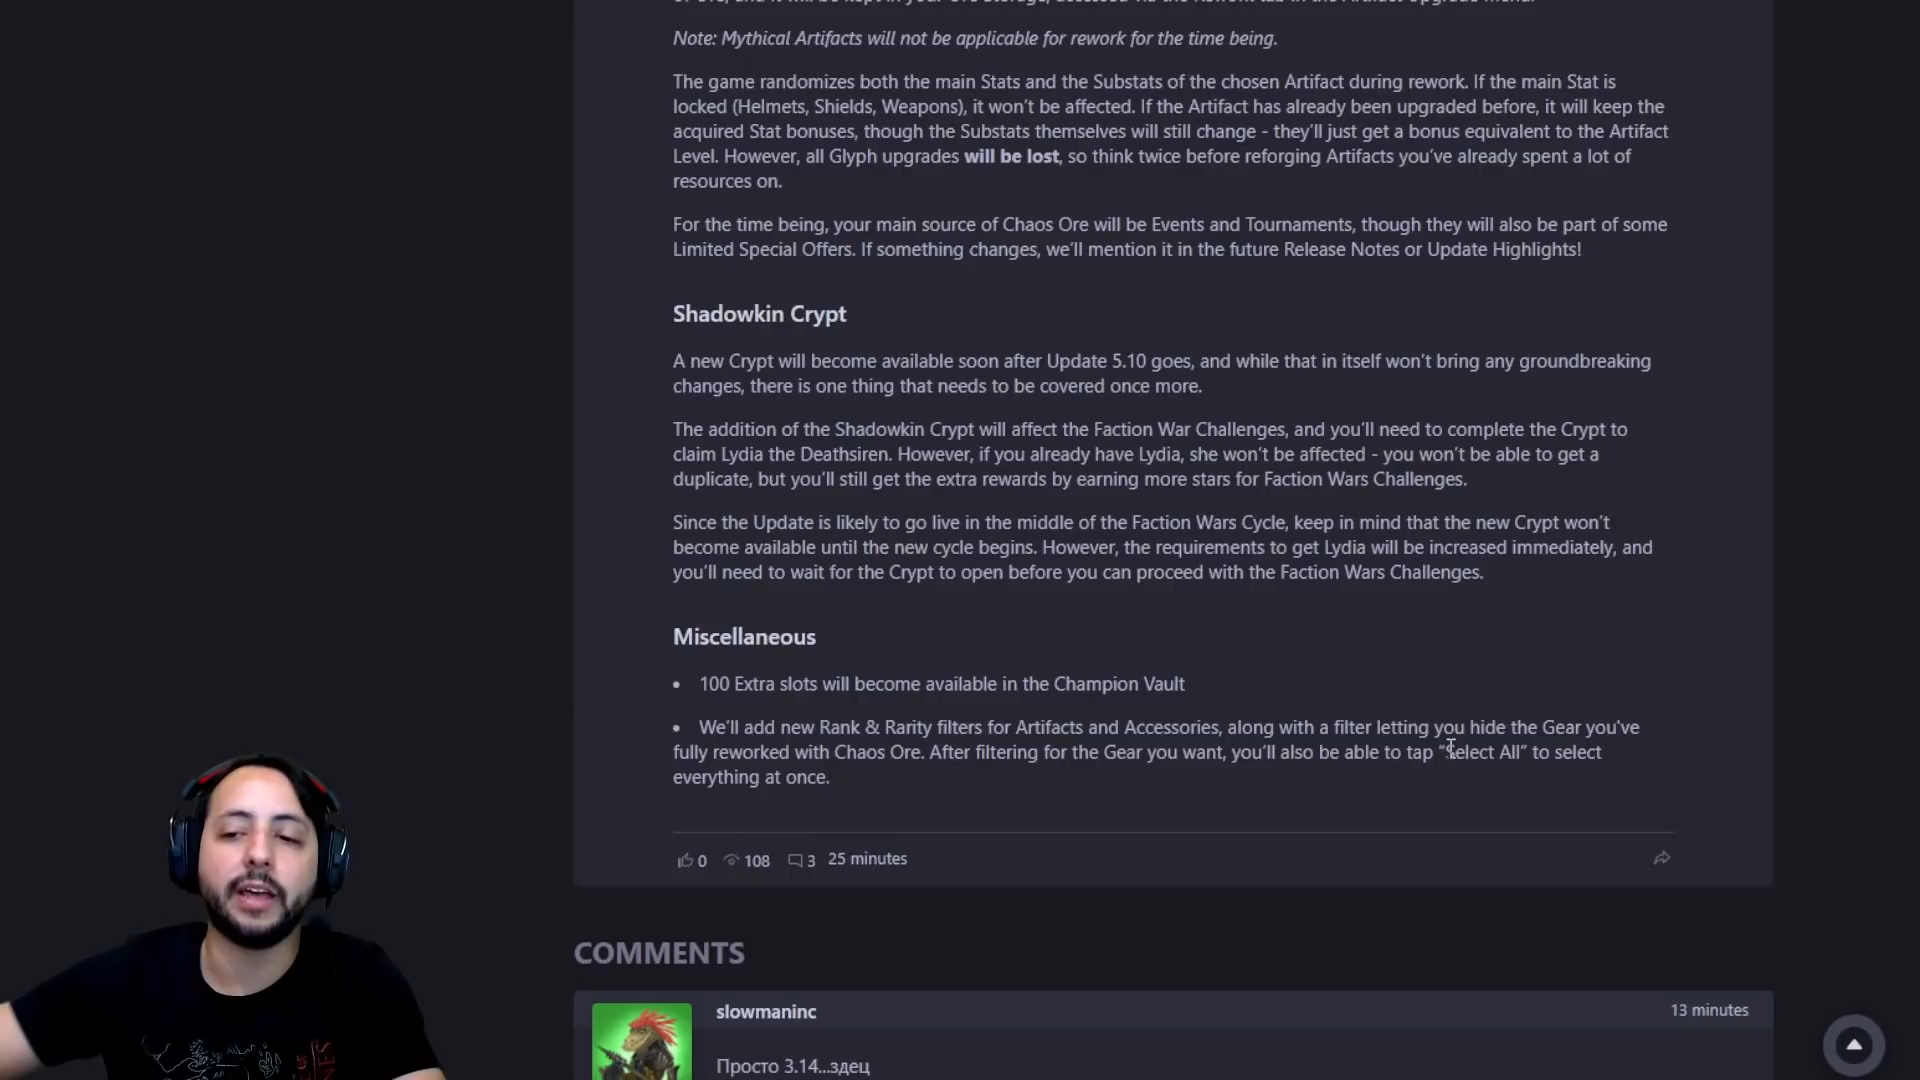 Note: Mythical Artifacts will not be applicable for rework for the time being.
The game randomizes both the main Stats and the Substats of the chosen Artifact during rework. If the main Stat is
locked (Helmets, Shields, Weapons), it won't be affected. If the Artifact has already been upgraded before, it will keep the
acquired Stat bonuses, though the Substats themselves will still change - they'll just get a bonus equivalent to the Artifact
Level. However, all Glyph upgrades will be lost, so think twice before reforging Artifacts you've already spent a lot of
resources on.
For the time being, your main source of Chaos Ore will be Events and Tournaments, though they will also be part of some
Limited Special Offers. If something changes, we'll mention it in the future Release Notes or Update Highlights!
Shadowkin Crypt
A new Crypt will become available soon after Update 5.10 goes, and while that in itself won't bring any groundbreaking
changes, there is one thing that needs to be covered once more.
The addition of the Shadowkin Crypt will affect the Faction War Challenges, and you'll need to complete the Crypt to
claim Lydia the Deathsiren. However, if you already have Lydia, she won't be affected - you won't be able to get a
duplicate, but you'll still get the extra rewards by earning more stars for Faction Wars Challenges.
Since the Update is likely to go live in the middle of the Faction Wars Cycle, keep in mind that the new Crypt won't
become available until the new cycle begins. However, the requirements to get Lydia will be increased immediately, and
you'll need to wait for the Crypt to open before you can proceed with the Faction Wars Challenges.
Miscellaneous
• 100 Extra slots will become available in the Champion Vault
• We'll add new Rank & Rarity filters for Artifacts and Accessories, along with a filter letting you hide the Gear you've
fully reworked with Chaos Ore. After filtering for the Gear you want, you'll also be able to tap “Select All” to select
everything at once.
0 108 3 25 minutes
COMMENTS
slowmaninc 13 minutes
Просто 3.14...здец